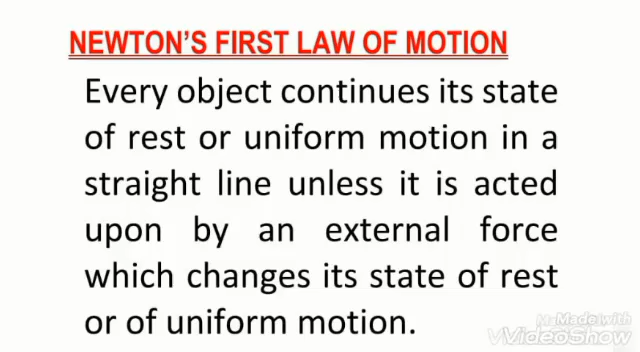 NEWTON'S FIRST LAW OF MOTION
Every object continues its state
of rest or uniform motion in a
straight line unless it is acted
upon by an external force
which changes its state of rest
or of uniform motion.
Made with
VideoShow